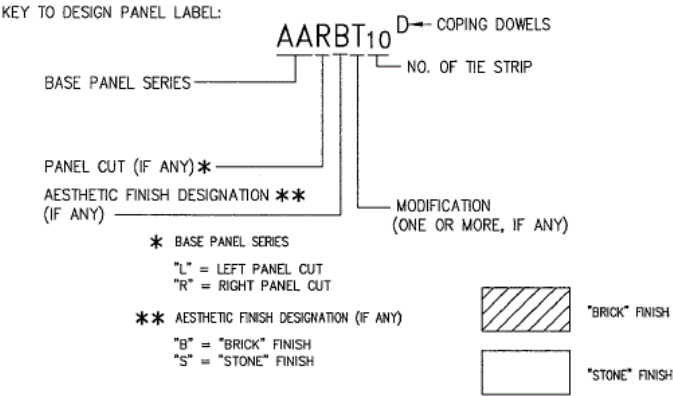 KEY TO DESIGN PANEL LABEL:
AARBT10 D
COPING DOWELS
NO. OF TIE STRIP
BASE PANEL SERIES
PANEL CUT (IF ANY)*
AESTHETIC FINISH DESIGNATION **
(IF ANY)
MODIFICATION
(ONE OR MORE, IF ANY)
* BASE PANEL SERIES
"L" = LEFT PANEL CUT
"R" = RIGHT PANEL CUT
** AESTHETIC FINISH DESIGNATION (IF ANY)
"B" = "BRICK" FINISH
"S" = "STONE" FINISH
"BRICK" FINISH
"STONE" FINISH